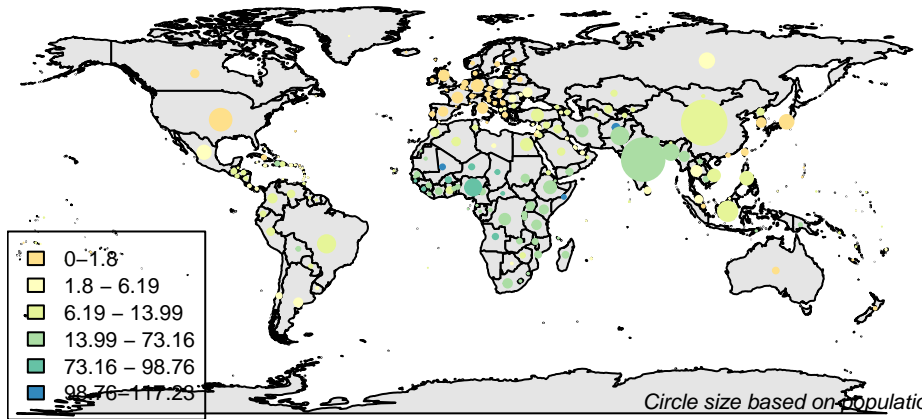 0–1.8
1.8 – 6.19
6.19 – 13.99
13.99 – 73.16
73.16 – 98.76
98.76–117.23
Circle size based on populatio